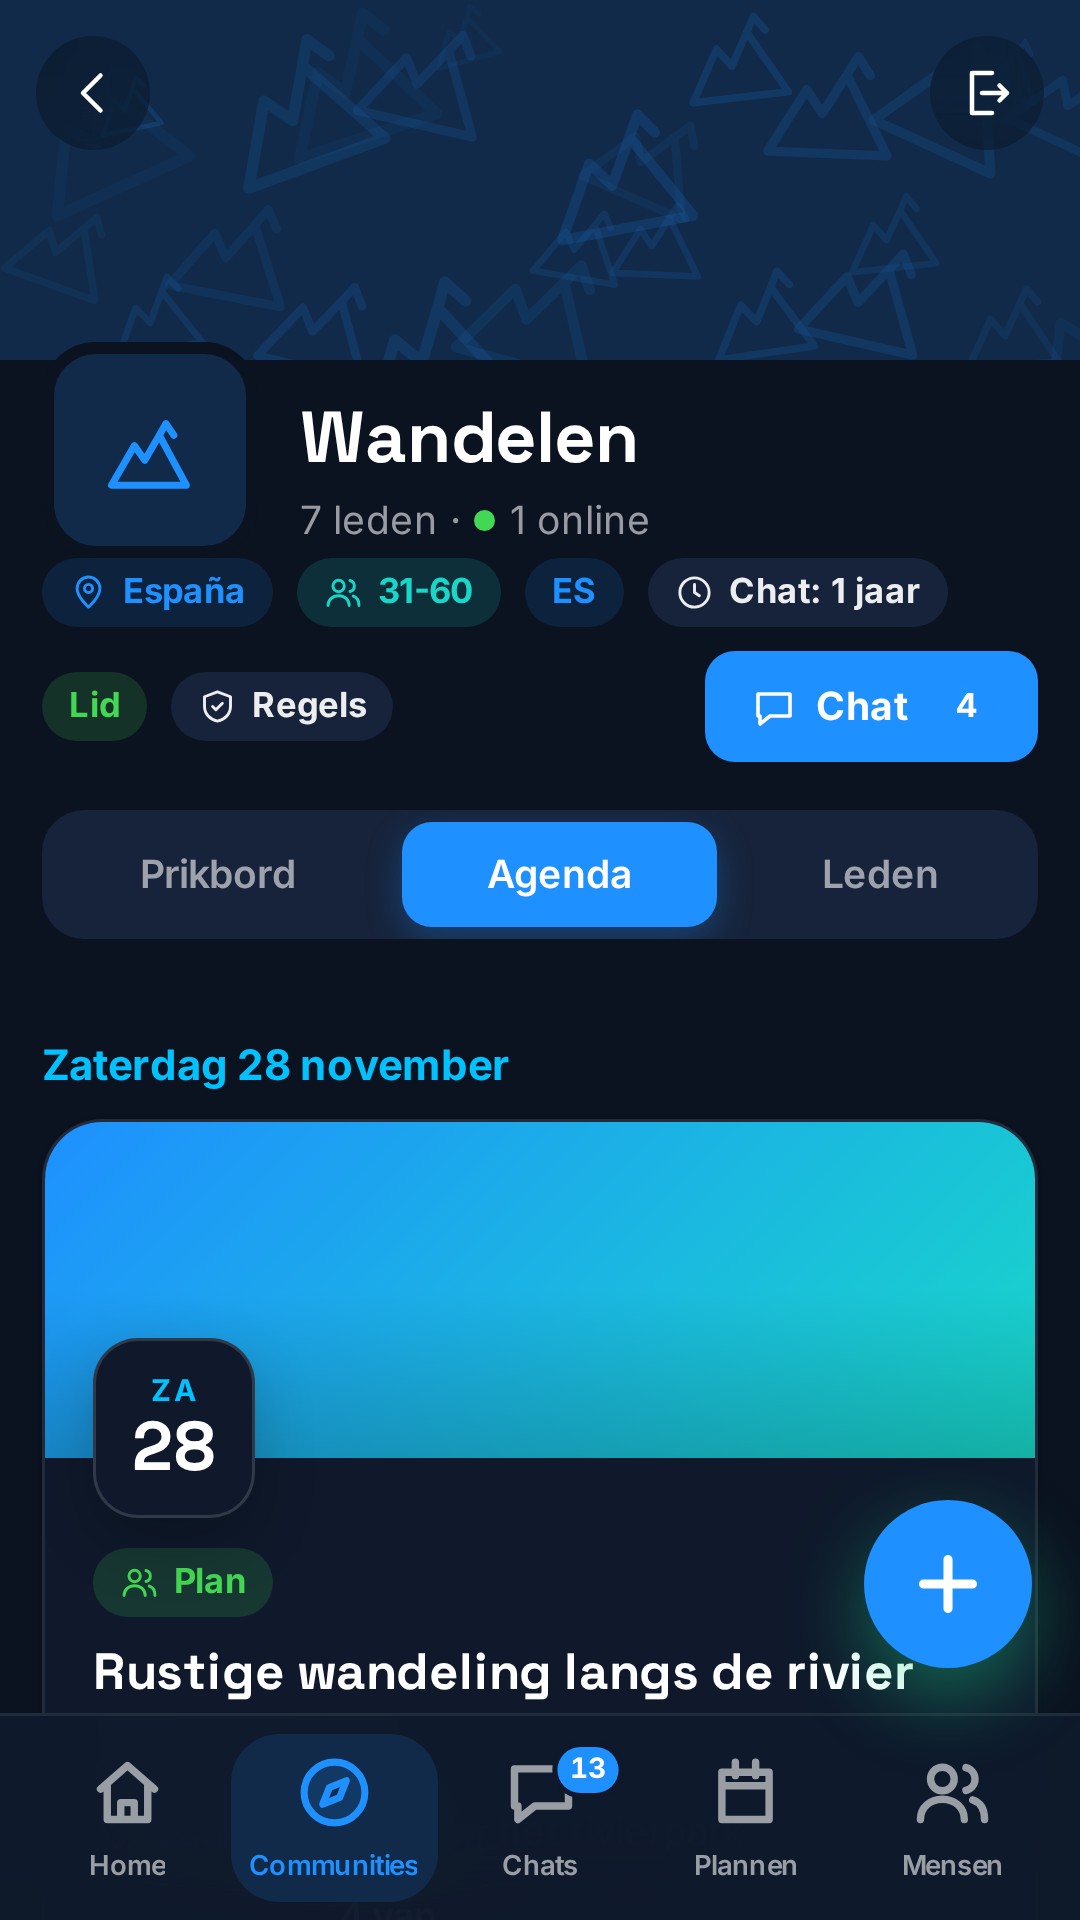 Wandelen
7 leden · 1 online
España 31-60 ES Chat: 1 jaar
Lid Regels Chat 4
Prikbord Agenda Leden
Zaterdag 28 november
ZA
28
Plan
Rustige wandeling langs de rivier
13
Home Communities Chats Plannen Mensen